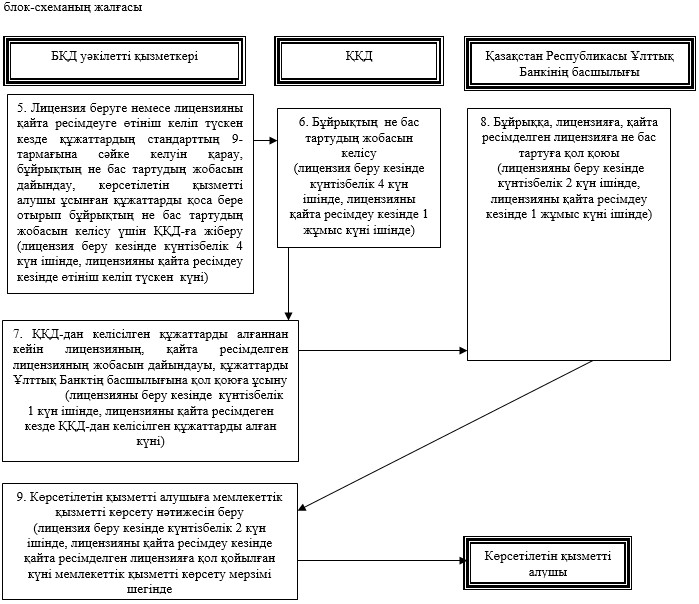 блок-схеманың жалғасы
БҚД уәкілетті қызметкері
ҚҚД
Қазақстан Республикасы Ұлттық
Банкінің басшылығы
5. Лицензия беруге немесе лицензияны
қайта ресімдеуге өтініш келіп түскен
кезде құжаттардың стандарттың 9-
тармағына сәйке келуін қарау,
бұйрықтың не бас тартудың жобасын
дайындау, көрсетілетін қызметті
алушы ұсынған құжаттарды қоса бере
отырып бұйрықтың не бас тартудың
жобасын келісу үшін ҚҚД-ға жіберу
(лицензия беру кезінде күнтізбелік 4
күн ішінде, лицензияны қайта ресімдеу
кезінде өтініш келіп түскен күні)
6. Бұйрықтың не бас
тартудың жобасын
келісу
(лицензия беру кезінде
күнтізбелік 4 күн
ішінде, лицензияны
қайта ресімдеу кезінде 1
жұмыс күні ішінде)
8. Бұйрыққа, лицензияға, қайта
ресімделген лицензияға не бас
тартуға қол қоюы
(лицензияны беру кезінде
күнтізбелік 2 күн ішінде,
лицензияны қайта ресімдеу
кезінде 1 жұмыс күні ішінде)
7. ҚҚД-дан келісілген құжаттарды алғаннан
кейін лицензияның, қайта ресімделген
лицензияның жобасын дайындауы, құжаттарды
Ұлттық Банктің басшылығына қол қоюға ұсыну
(лицензияны беру кезінде күнтізбелік
1 күн ішінде, лицензияны қайта ресімдеген
кезде ҚҚД-дан келісілген құжаттарды алған
күні)
9. Көрсетілетін қызметті алушыға мемлекеттік
қызметті көрсету нәтижесін беру
(лицензия беру кезінде күнтізбелік 2 күн
ішінде, лицензияны қайта ресімдеу кезінде
қайта ресімделген лицензияға қол қойылған
күні мемлекеттік қызметті көрсету мерзімі
шегінде
Көрсетілетін қызметті
алушы